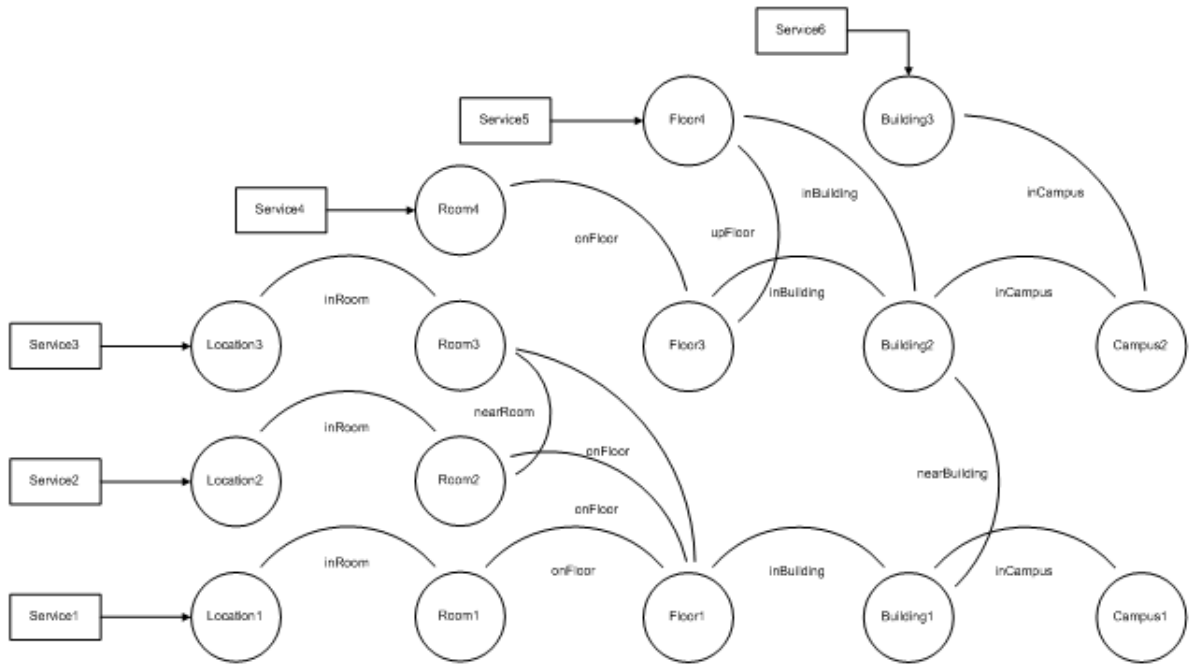 Service6
Service5
Floor4
Building3
inBuilding
inCampus
Service4
Room4
onFloor
upFloor
inRoom
inBuilding
inCampus
Service3
Location3
Room3
Floor3
Building2
Campus2
nearRoom
inRoom
onFloor
nearBuilding
Service2
Location2
Room2
onFloor
inRoom
onFloor
inBuilding
inCampus
Service1
Location1
Room1
Floor1
Building1
Campus1